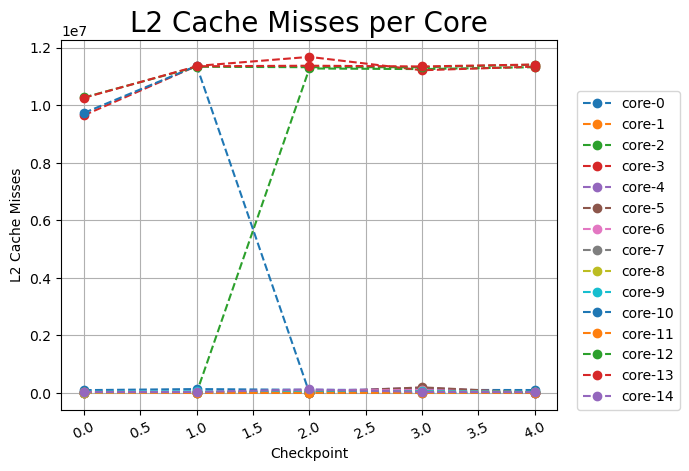 L2 Cache Misses per Core
1e7
1.2
1.0
0.8
0.6
0.4
0.2
0.0
L2 Cache Misses
0.0 0.5 1.0 1.5 2.0 2.5 3.0 3.5 4.0
Checkpoint
core-0
core-1
core-2
core-3
core-4
core-5
core-6
core-7
core-8
core-9
core-10
core-11
core-12
core-13
core-14